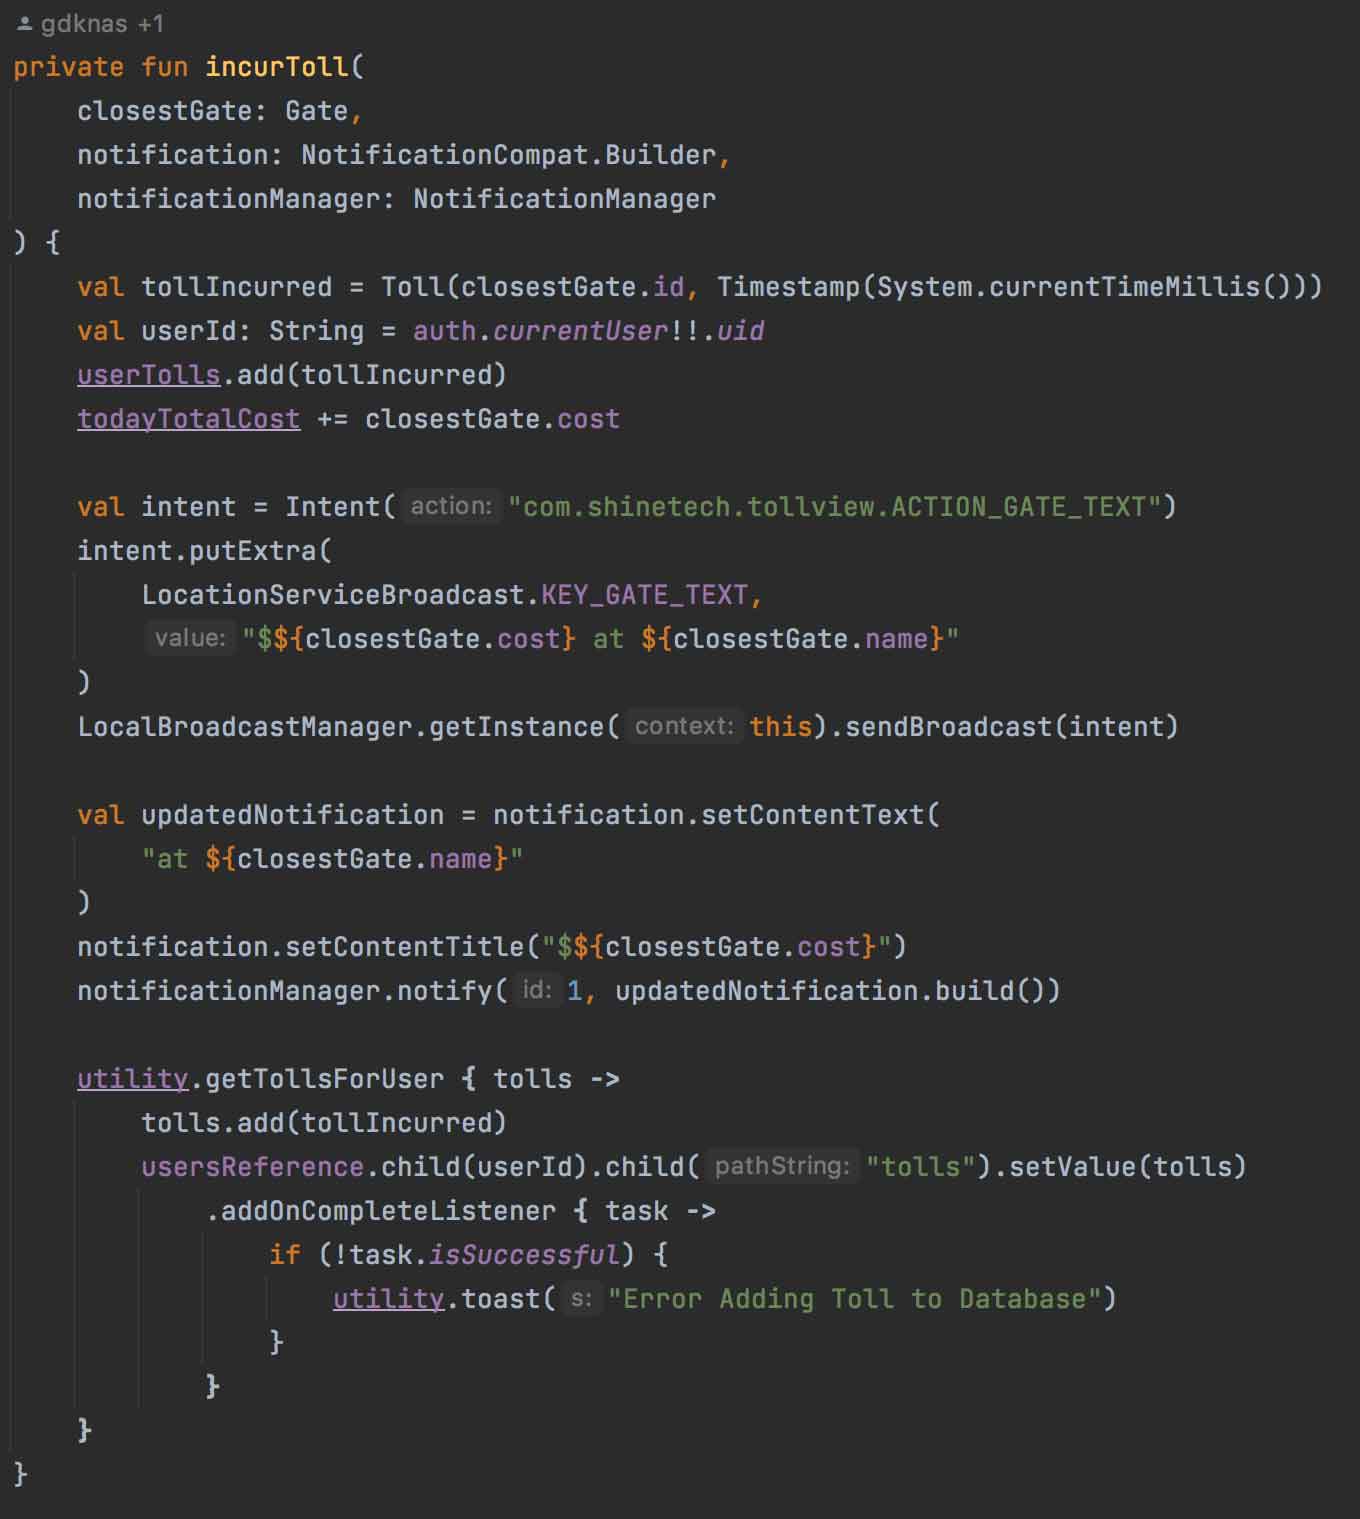 gdknas +1
private fun incurToll(
    closestGate: Gate,
    notification: NotificationCompat.Builder,
    notificationManager: NotificationManager
) {
    val tollIncurred = Toll(closestGate.id, Timestamp(System.currentTimeMillis()))
    val userId: String = auth.currentUser!!.uid
    userTolls.add(tollIncurred)
    todayTotalCost += closestGate.cost

    val intent = Intent( action: "com.shinetech.tollview.ACTION_GATE_TEXT")
    intent.putExtra(
        LocationServiceBroadcast.KEY_GATE_TEXT,
        value: "$${closestGate.cost} at ${closestGate.name}"
    )
    LocalBroadcastManager.getInstance( context: this).sendBroadcast(intent)

    val updatedNotification = notification.setContentText(
        "at ${closestGate.name}"
    )
    notification.setContentTitle("$${closestGate.cost}")
    notificationManager.notify( id: 1, updatedNotification.build())

    utility.getTollsForUser { tolls ->
        tolls.add(tollIncurred)
        usersReference.child(userId).child( pathString: "tolls").setValue(tolls)
            .addOnCompleteListener { task ->
                if (!task.isSuccessful) {
                    utility.toast( s: "Error Adding Toll to Database")
                }
            }
    }
}